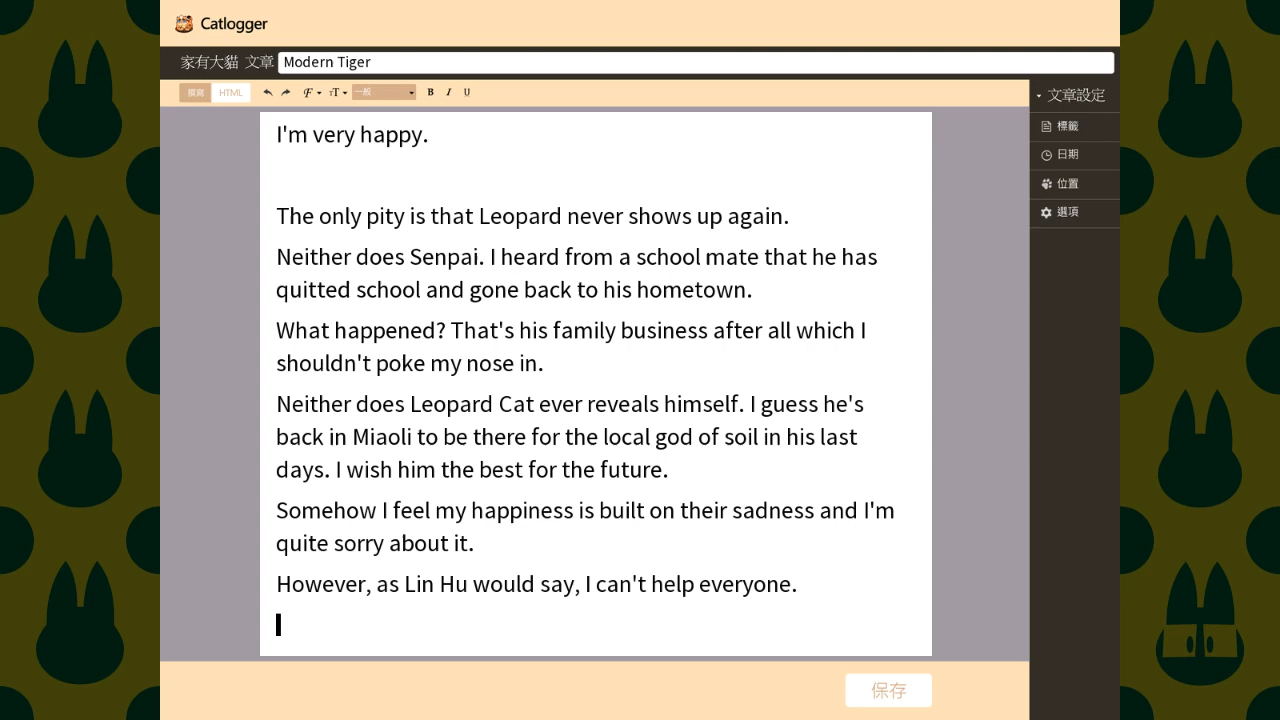 Catlogger
家有大貓 文章 Modern Tiger
撰寫 HTML F T 一般 B I U
文章設定
標籤
日期
位置
選項
I'm very happy.
The only pity is that Leopard never shows up again.
Neither does Senpai. I heard from a school mate that he has
quitted school and gone back to his hometown.
What happened? That's his family business after all which I
shouldn't poke my nose in.
Neither does Leopard Cat ever reveals himself. I guess he's
back in Miaoli to be there for the local god of soil in his last
days. I wish him the best for the future.
Somehow I feel my happiness is built on their sadness and I'm
quite sorry about it.
However, as Lin Hu would say, I can't help everyone.
保存